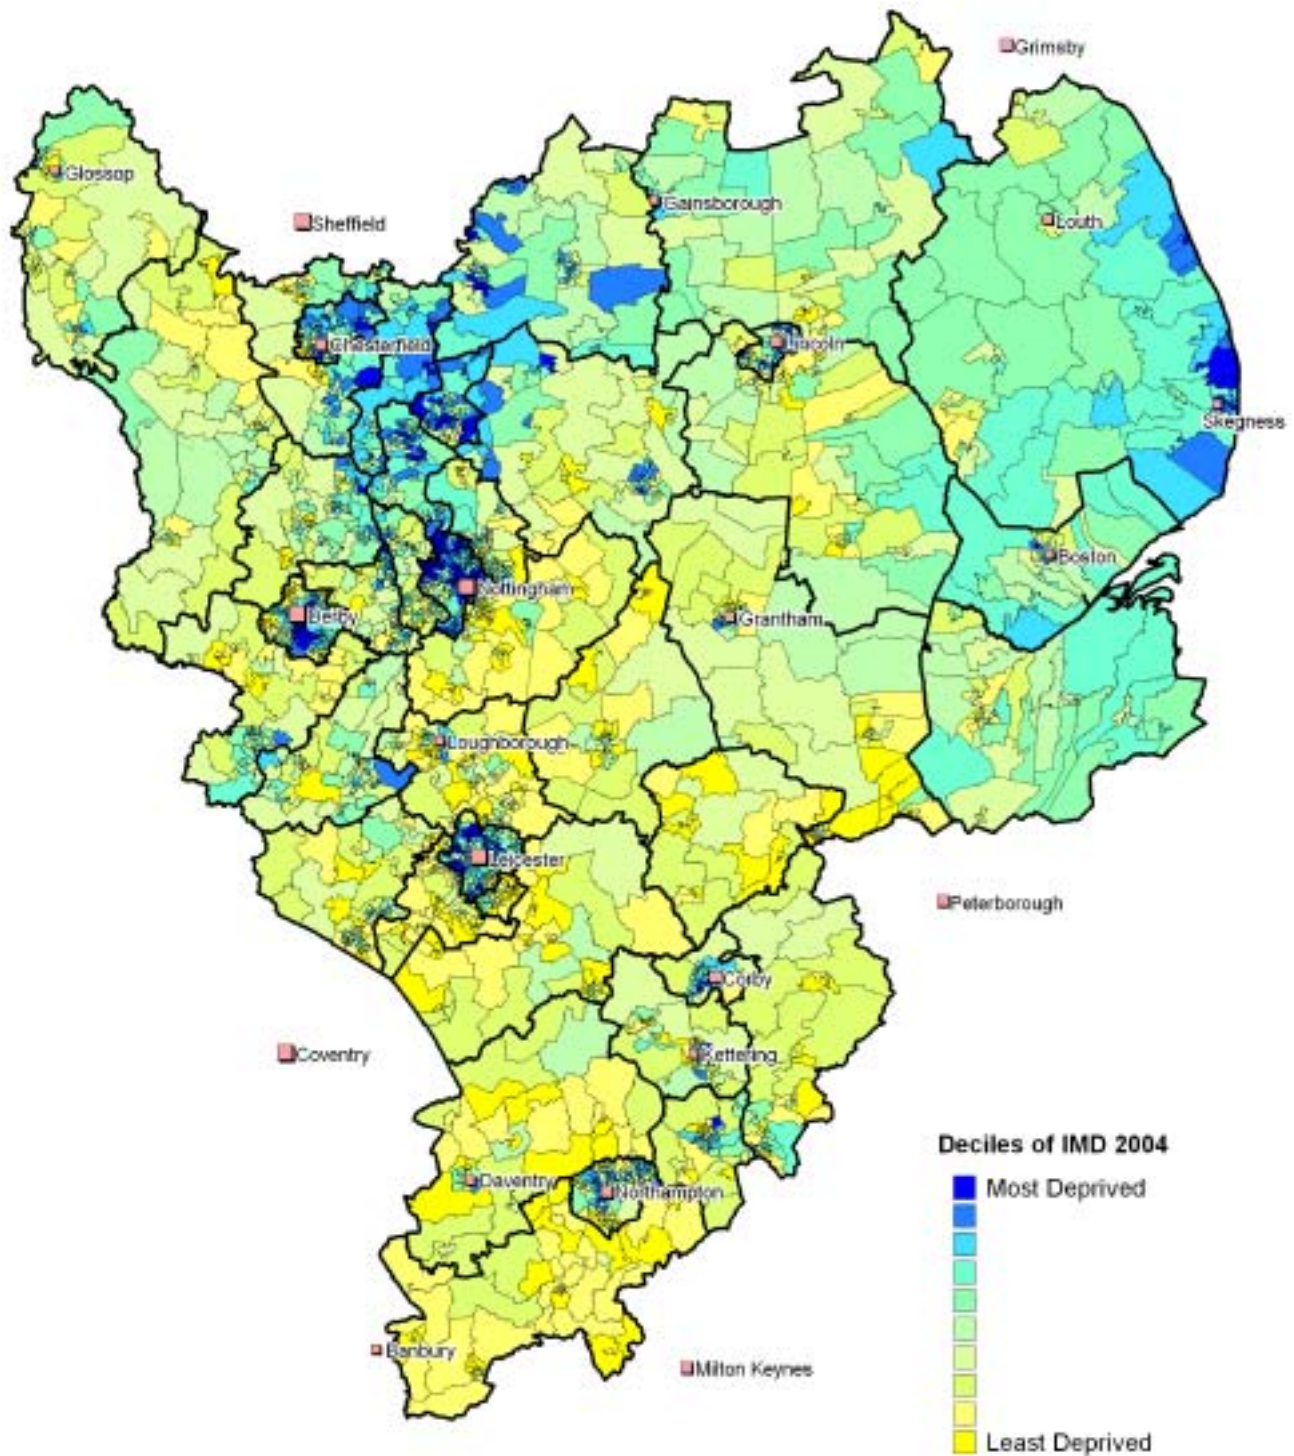 Grimsby
Glossop
Gainsborough
Sheffield
Louth
Chesterfield
Lincoln
Skegness
Boston
Nottingham
Derby
Grantham
Loughborough
Leicester
Peterborough
Corby
Coventry
Kettering
Deciles of IMD 2004
Daventry
Northampton
Most Deprived
Banbury
Milton Keynes
Least Deprived